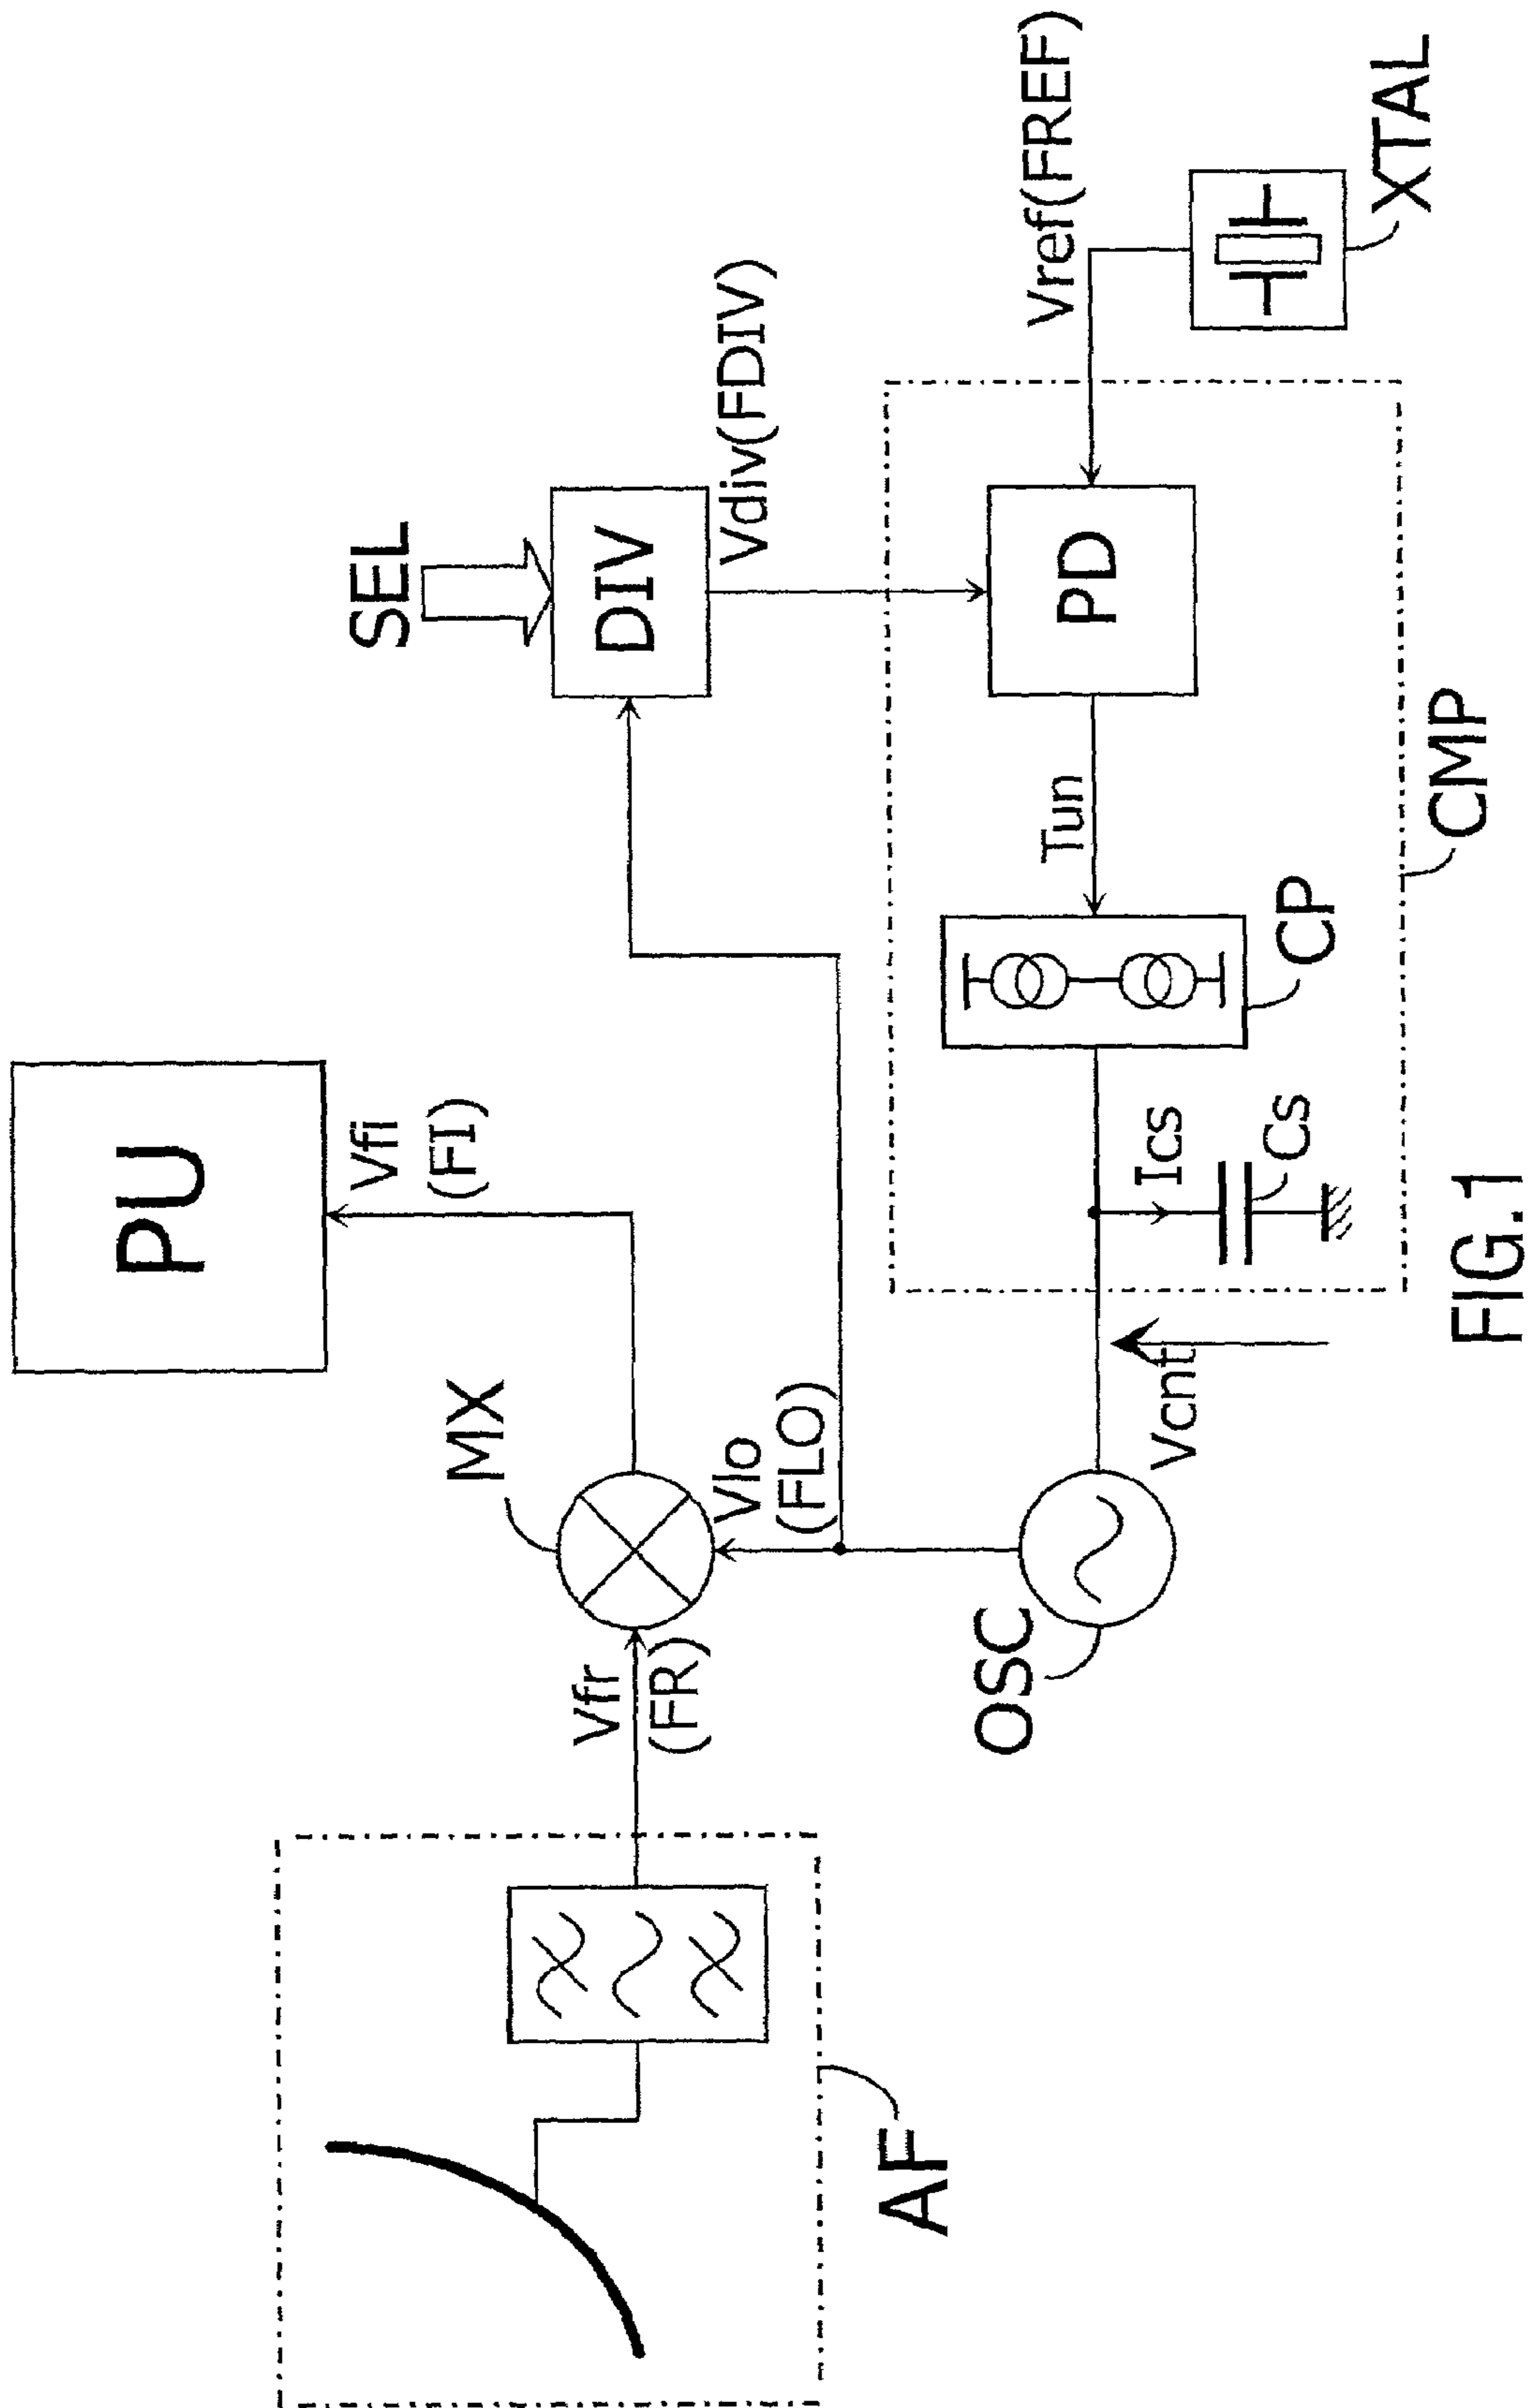 PU
SEL
MX
Vfi
(FI)
DIV
Vfr
(FR)
Vlo
(FLO)
Vdiv(FDIV)
AF
OSC
Vcnt
Ics
Cs
Tun
CP
PD
Vref(FREF)
XTAL
CMP
FIG.1